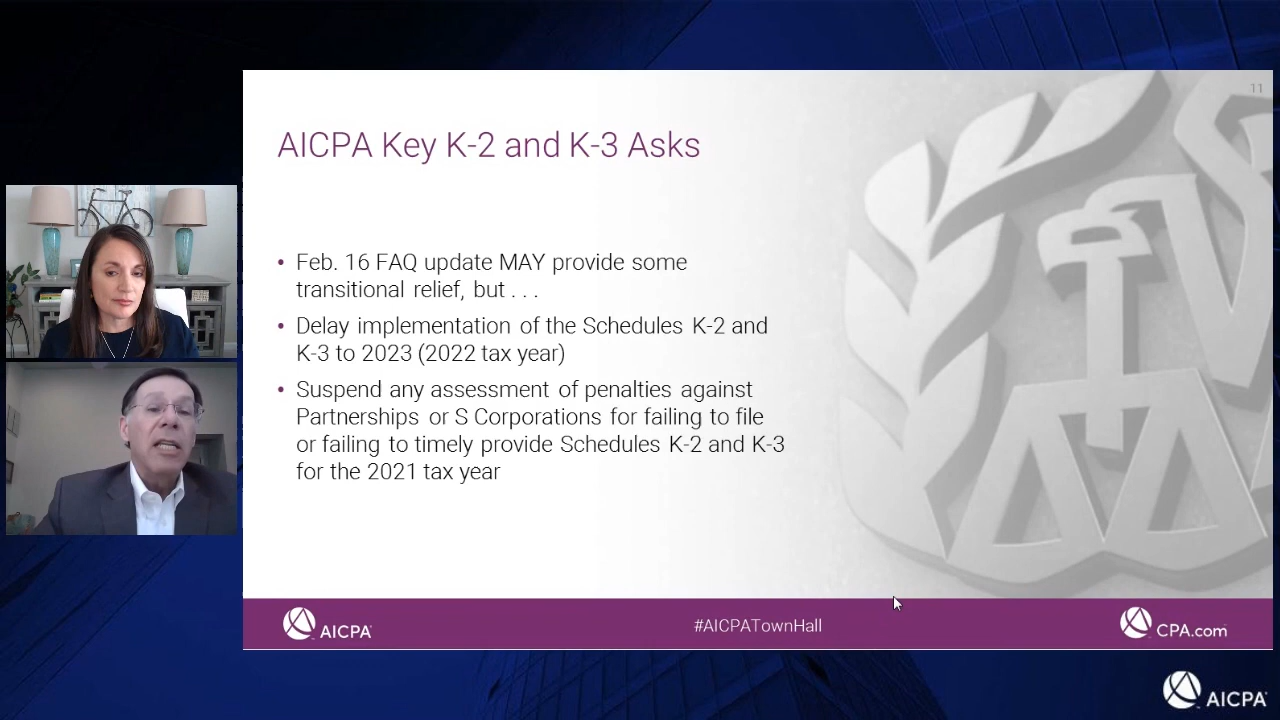 11
AICPA Key K-2 and K-3 Asks
• Feb. 16 FAQ update MAY provide some
transitional relief, but . . .
• Delay implementation of the Schedules K-2 and
K-3 to 2023 (2022 tax year)
• Suspend any assessment of penalties against
Partnerships or S Corporations for failing to file
or failing to timely provide Schedules K-2 and K-3
for the 2021 tax year
AICPA
#AICPATownHall
CPA.com
AICPA